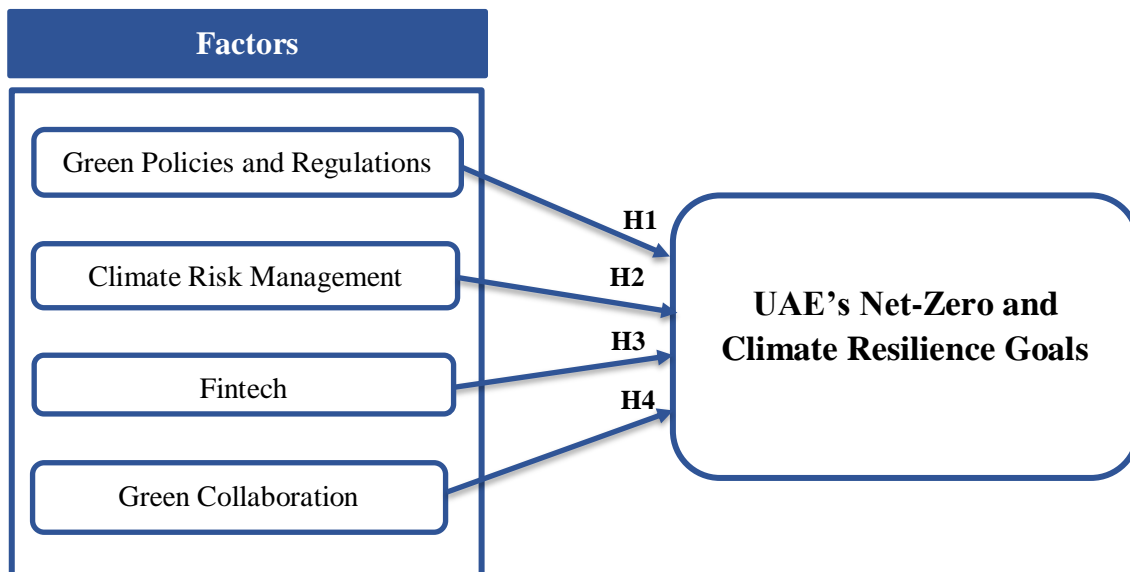 Factors
Green Policies and Regulations
H1
Climate Risk Management
H2
UAE’s Net-Zero and
Climate Resilience Goals
H3
Fintech
H4
Green Collaboration